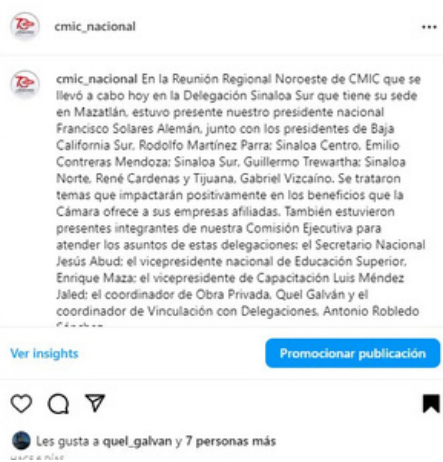 cmic_nacional
cmic_nacional En la Reunión Regional Noroeste de CMIC que se
llevó a cabo hoy en la Delegación Sinaloa Sur que tiene su sede
en Mazatlán, estuvo presente nuestro presidente nacional
Francisco Solares Alemán, junto con los presidentes de Baja
California Sur, Rodolfo Martínez Parra; Sinaloa Centro, Emilio
Contreras Mendoza; Sinaloa Sur, Guillermo Trewartha; Sinaloa
Norte, René Cardenas y Tijuana, Gabriel Vizcaíno. Se trataron
temas que impactarán positivamente en los beneficios que la
Cámara ofrece a sus empresas afiliadas. También estuvieron
presentes integrantes de nuestra Comisión Ejecutiva para
atender los asuntos de estas delegaciones: el Secretario Nacional
Jesús Abud; el vicepresidente nacional de Educación Superior,
Enrique Maza; el vicepresidente de Capacitación Luis Méndez
Jaled; el coordinador de Obra Privada, Quel Galván y el
coordinador de Vinculación con Delegaciones, Antonio Robledo
Ver insights
Promocionar publicación
Les gusta a quel_galvan y 7 personas más
HACE 6 DÍAS